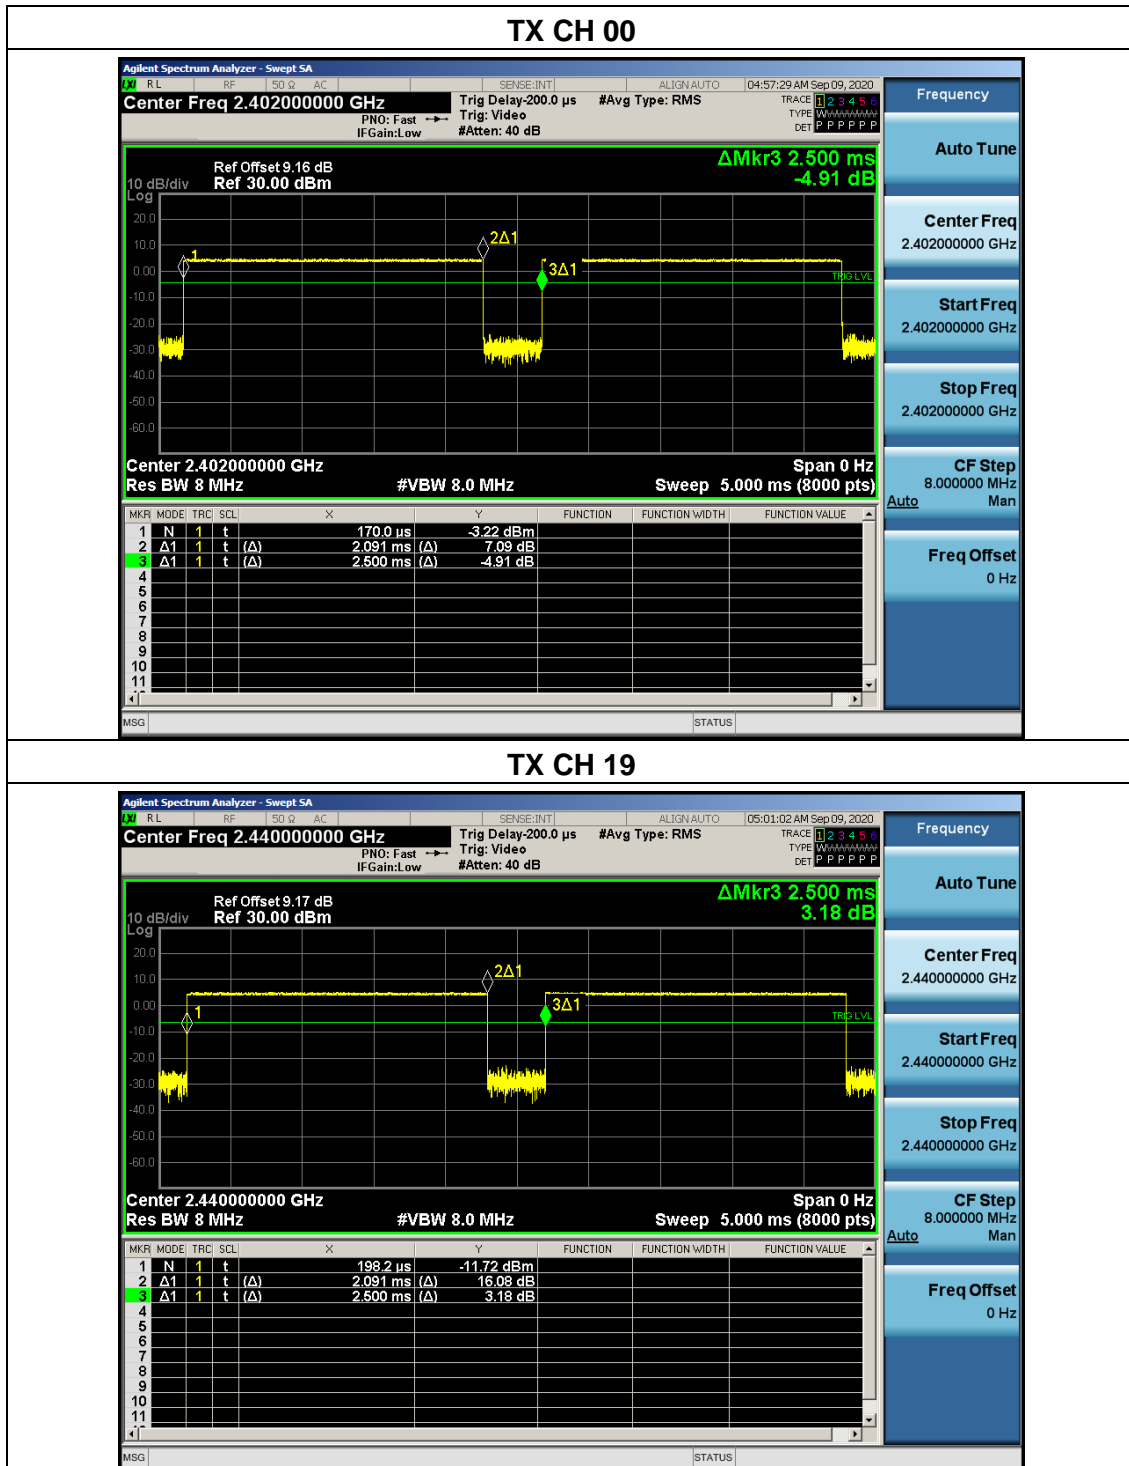 TX CH 00
Agilent Spectrum Analyzer - Swept SA
LXI RL RF 50 Ω AC SENSE:INT ALIGN AUTO 04:57:29 AM Sep 09, 2020
Center Freq 2.402000000 GHz
PNO: Fast
IFGain:Low
Trig Delay-200.0 µs
Trig: Video
#Atten: 40 dB
#Avg Type: RMS
TRACE 1 2 3 4 5 6
TYPE
DET P P P P P P
Frequency
Auto Tune
Center Freq
2.402000000 GHz
Start Freq
2.402000000 GHz
Stop Freq
2.402000000 GHz
CF Step
8.000000 MHz
Auto Man
Freq Offset
0 Hz
ΔMkr3 2.500 ms
-4.91 dB
Ref Offset 9.16 dB
10 dB/div Ref 30.00 dBm
Log
20.0
10.0
0.00
-10.0
-20.0
-30.0
-40.0
-50.0
-60.0
1
2Δ1
3Δ1
TRIG LVL
Center 2.402000000 GHz Span 0 Hz
Res BW 8 MHz #VBW 8.0 MHz Sweep 5.000 ms (8000 pts)
MKR MODE TRC SCL X Y FUNCTION FUNCTION WIDTH FUNCTION VALUE
1 N 1 t 170.0 µs -3.22 dBm
2 Δ1 1 t (Δ) 2.091 ms (Δ) 7.09 dB
3 Δ1 1 t (Δ) 2.500 ms (Δ) -4.91 dB
4
5
6
7
8
9
10
11
MSG STATUS
TX CH 19
Agilent Spectrum Analyzer - Swept SA
LXI RL RF 50 Ω AC SENSE:INT ALIGN AUTO 05:01:02 AM Sep 09, 2020
Center Freq 2.440000000 GHz
PNO: Fast
IFGain:Low
Trig Delay-200.0 µs
Trig: Video
#Atten: 40 dB
#Avg Type: RMS
TRACE 1 2 3 4 5 6
TYPE
DET P P P P P P
Frequency
Auto Tune
Center Freq
2.440000000 GHz
Start Freq
2.440000000 GHz
Stop Freq
2.440000000 GHz
CF Step
8.000000 MHz
Auto Man
Freq Offset
0 Hz
ΔMkr3 2.500 ms
3.18 dB
Ref Offset 9.17 dB
10 dB/div Ref 30.00 dBm
Log
20.0
10.0
0.00
-10.0
-20.0
-30.0
-40.0
-50.0
-60.0
1
2Δ1
3Δ1
TRIG LVL
Center 2.440000000 GHz Span 0 Hz
Res BW 8 MHz #VBW 8.0 MHz Sweep 5.000 ms (8000 pts)
MKR MODE TRC SCL X Y FUNCTION FUNCTION WIDTH FUNCTION VALUE
1 N 1 t 198.2 µs -11.72 dBm
2 Δ1 1 t (Δ) 2.091 ms (Δ) 16.08 dB
3 Δ1 1 t (Δ) 2.500 ms (Δ) 3.18 dB
4
5
6
7
8
9
10
11
MSG STATUS